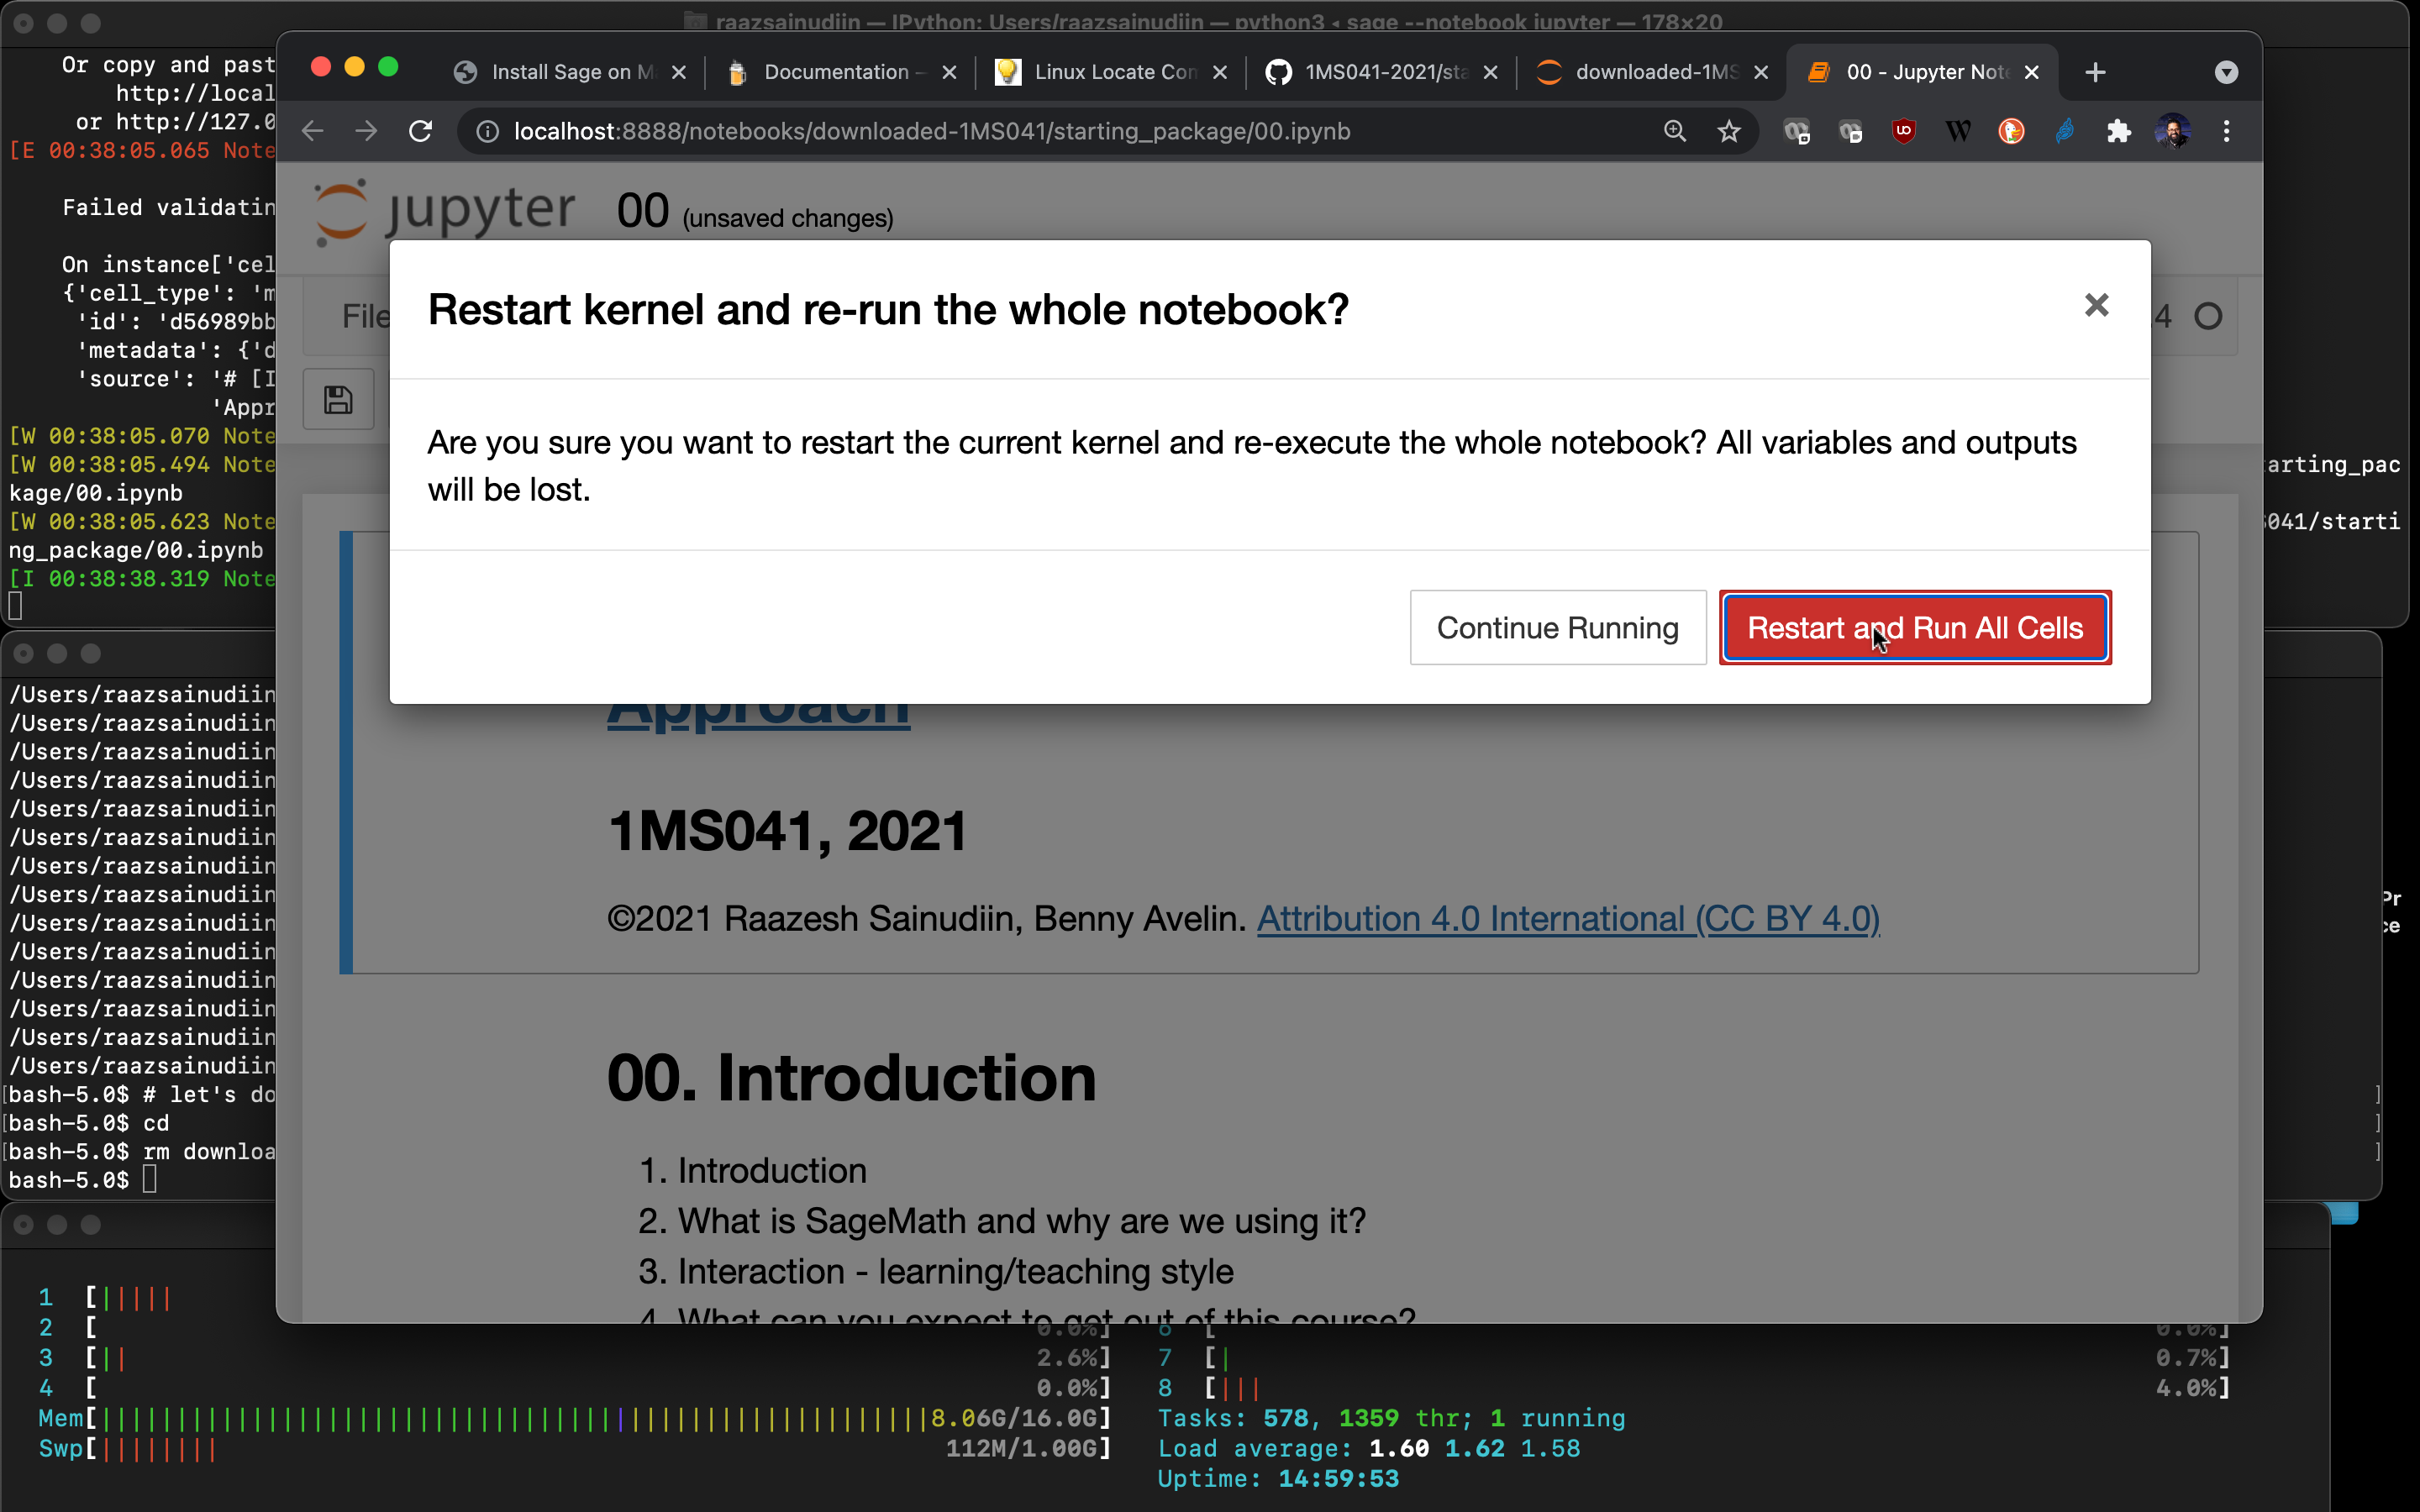 raazsainudiin — IPython: Users/raazsainudiin — python3 ◂ sage --notebook jupyter — 178×20
Or copy and past
http://local
or http://127.0
[E 00:38:05.065 Note
Failed validatin
On instance['cel
{'cell_type': 'm
'id': 'd56989bb
'metadata': {'d
'source': '# [I
'Appr
[W 00:38:05.070 Note
[W 00:38:05.494 Note
arting_pac
kage/00.ipynb
[W 00:38:05.623 Note
041/starti
ng_package/00.ipynb
[I 00:38:38.319 Note
Install Sage on M
Documentation –
Linux Locate Con
1MS041-2021/sta
downloaded-1MS
00 - Jupyter Note
localhost:8888/notebooks/downloaded-1MS041/starting_package/00.ipynb
jupyter 00 (unsaved changes)
File
.4
Restart kernel and re-run the whole notebook?
Are you sure you want to restart the current kernel and re-execute the whole notebook? All variables and outputs
will be lost.
Continue Running
Restart and Run All Cells
Approach
1MS041, 2021
©2021 Raazesh Sainudiin, Benny Avelin. Attribution 4.0 International (CC BY 4.0)
00. Introduction
1. Introduction
2. What is SageMath and why are we using it?
3. Interaction - learning/teaching style
4. What can you expect to get out of this course?
/Users/raazsainudiin
/Users/raazsainudiin
/Users/raazsainudiin
/Users/raazsainudiin
/Users/raazsainudiin
/Users/raazsainudiin
/Users/raazsainudiin
/Users/raazsainudiin
/Users/raazsainudiin
/Users/raazsainudiin
/Users/raazsainudiin
/Users/raazsainudiin
/Users/raazsainudiin
/Users/raazsainudiin
[bash-5.0$ # let's do
[bash-5.0$ cd
[bash-5.0$ rm downloa
bash-5.0$
Pr
ce
1 [|||||
2 [ 0.0%] 6 [ 0.0%]
3 [|| 2.6%] 7 [| 0.7%]
4 [ 0.0%] 8 [||| 4.0%]
Mem[ 8.06G/16.0G] Tasks: 578, 1359 thr; 1 running
Swp[|||||||| 112M/1.00G] Load average: 1.60 1.62 1.58
Uptime: 14:59:53